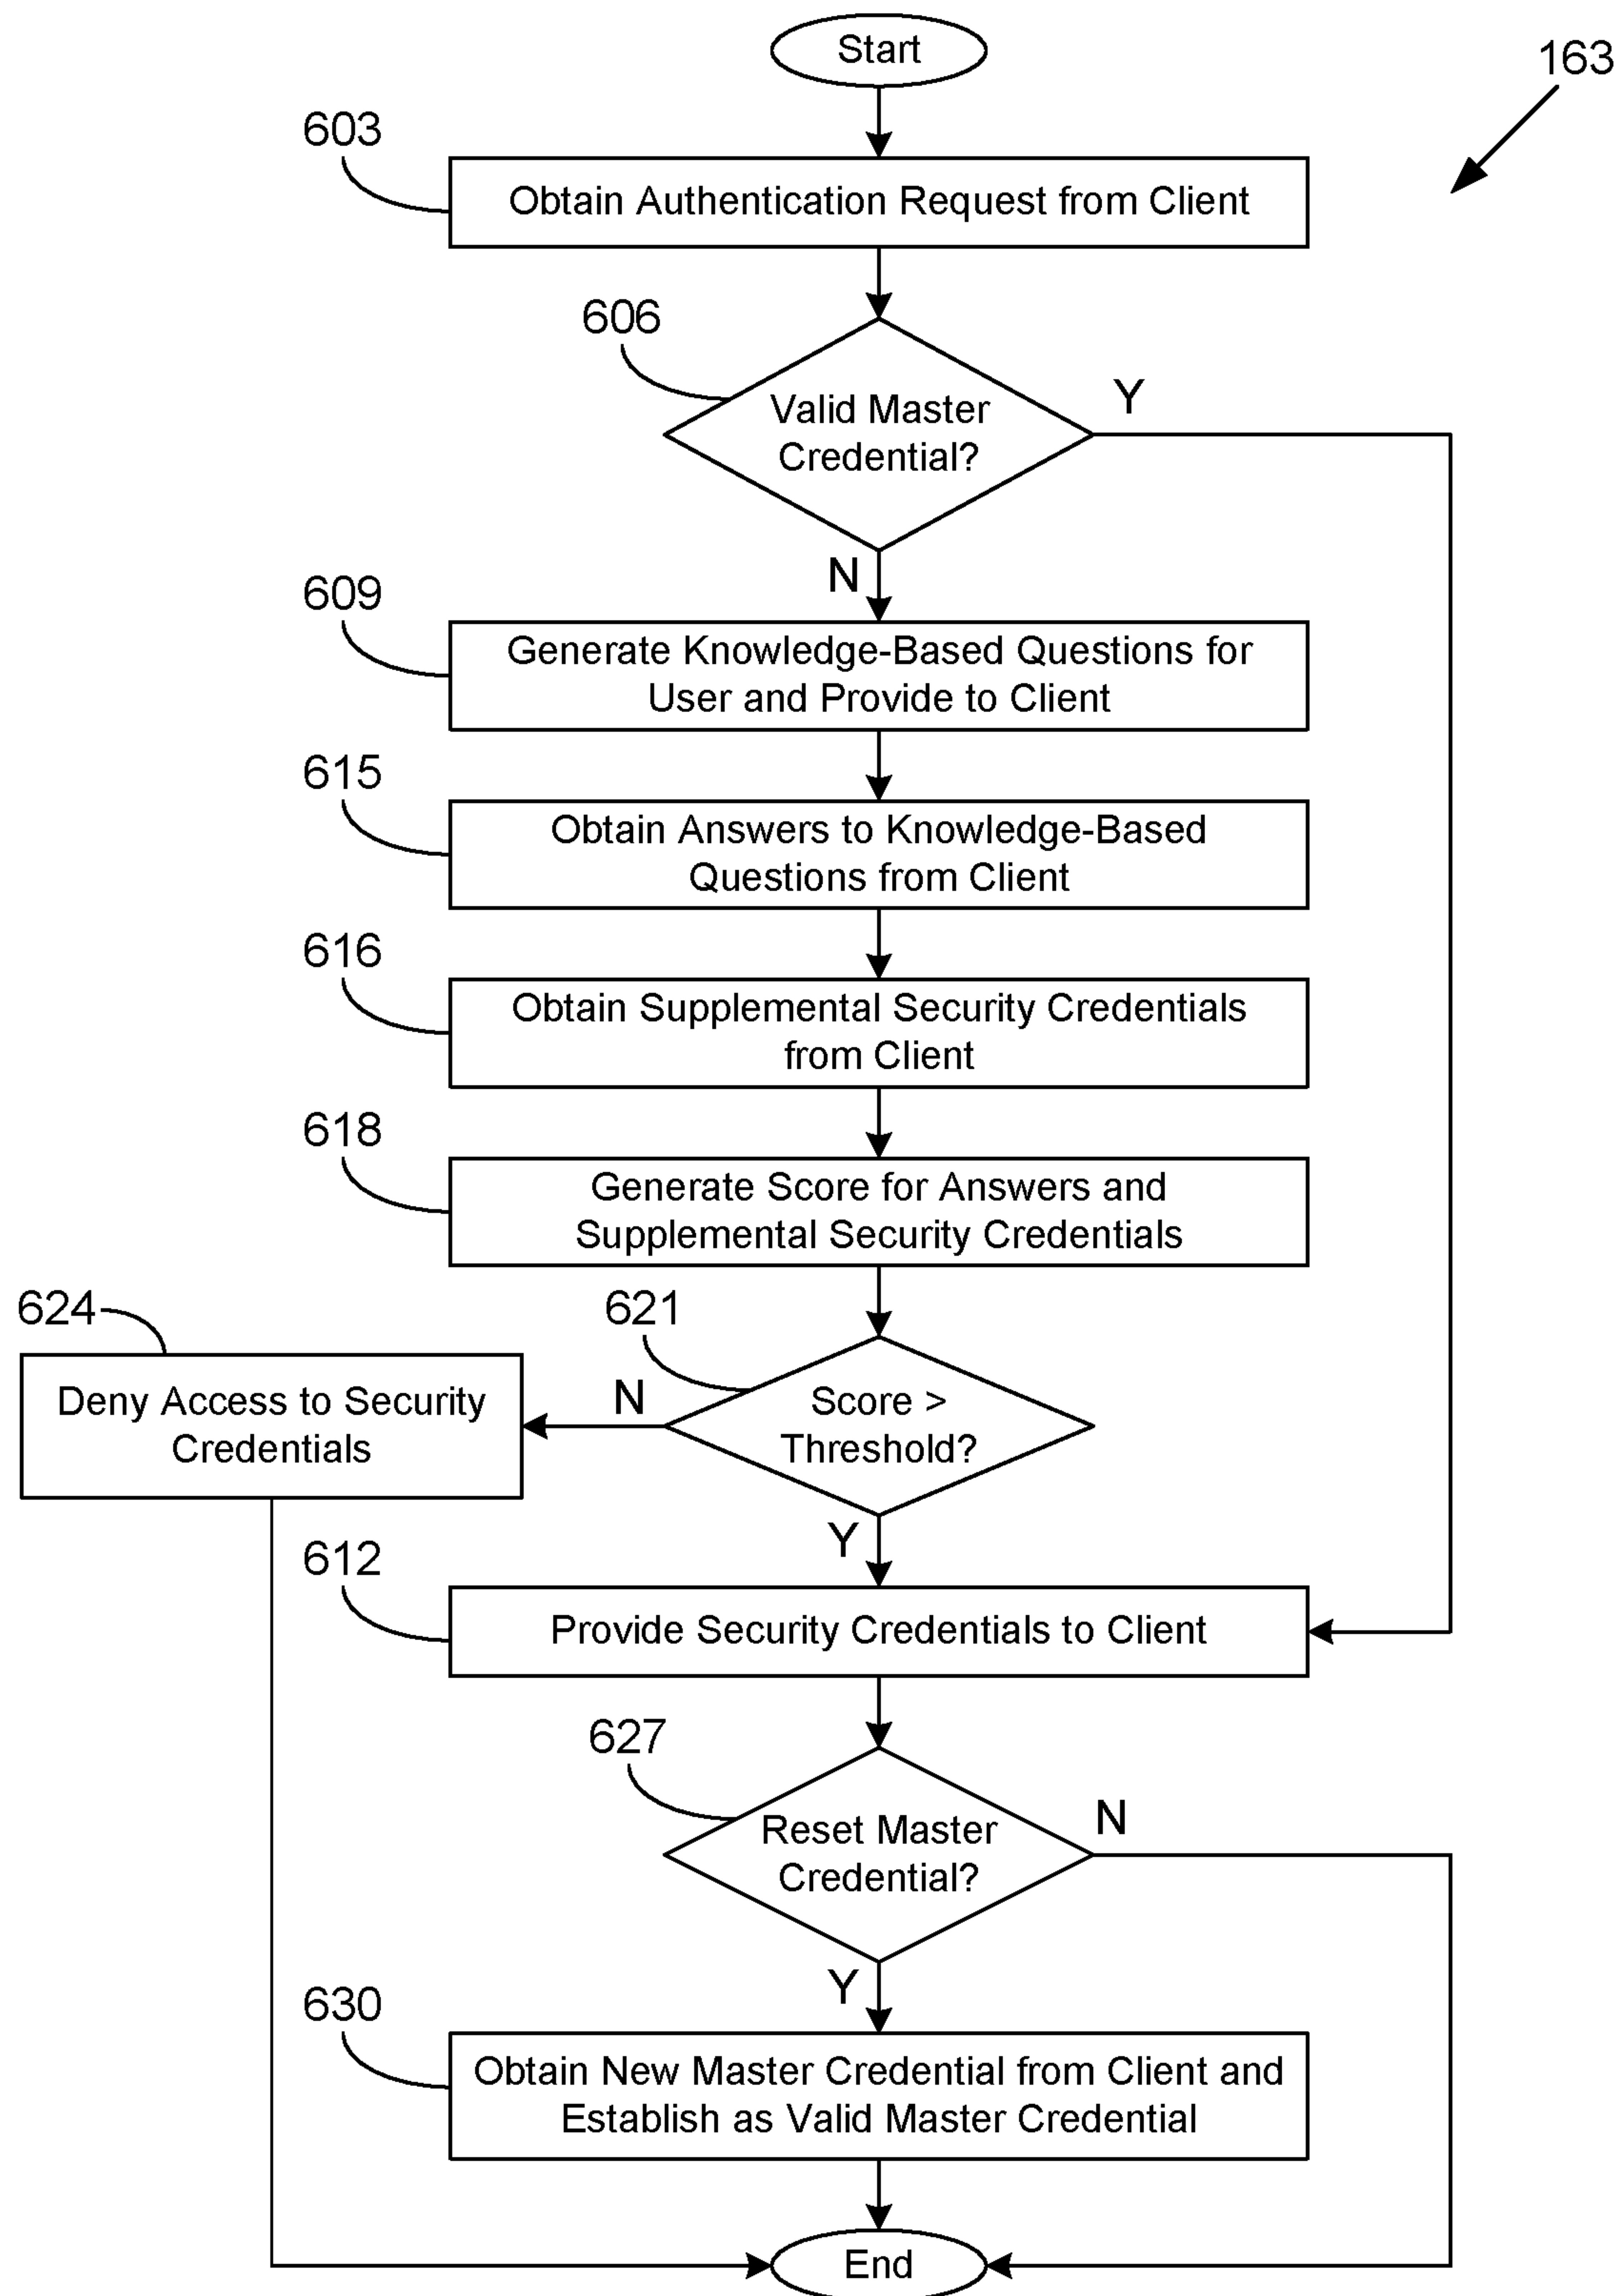 Start
163
603
Obtain Authentication Request from Client
606
Valid Master
Credential?
Y
N
609
Generate Knowledge-Based Questions for
User and Provide to Client
615
Obtain Answers to Knowledge-Based
Questions from Client
616
Obtain Supplemental Security Credentials
from Client
618
Generate Score for Answers and
Supplemental Security Credentials
624
Deny Access to Security
Credentials
621
N
Score >
Threshold?
Y
612
Provide Security Credentials to Client
627
Reset Master
Credential?
N
Y
630
Obtain New Master Credential from Client and
Establish as Valid Master Credential
End